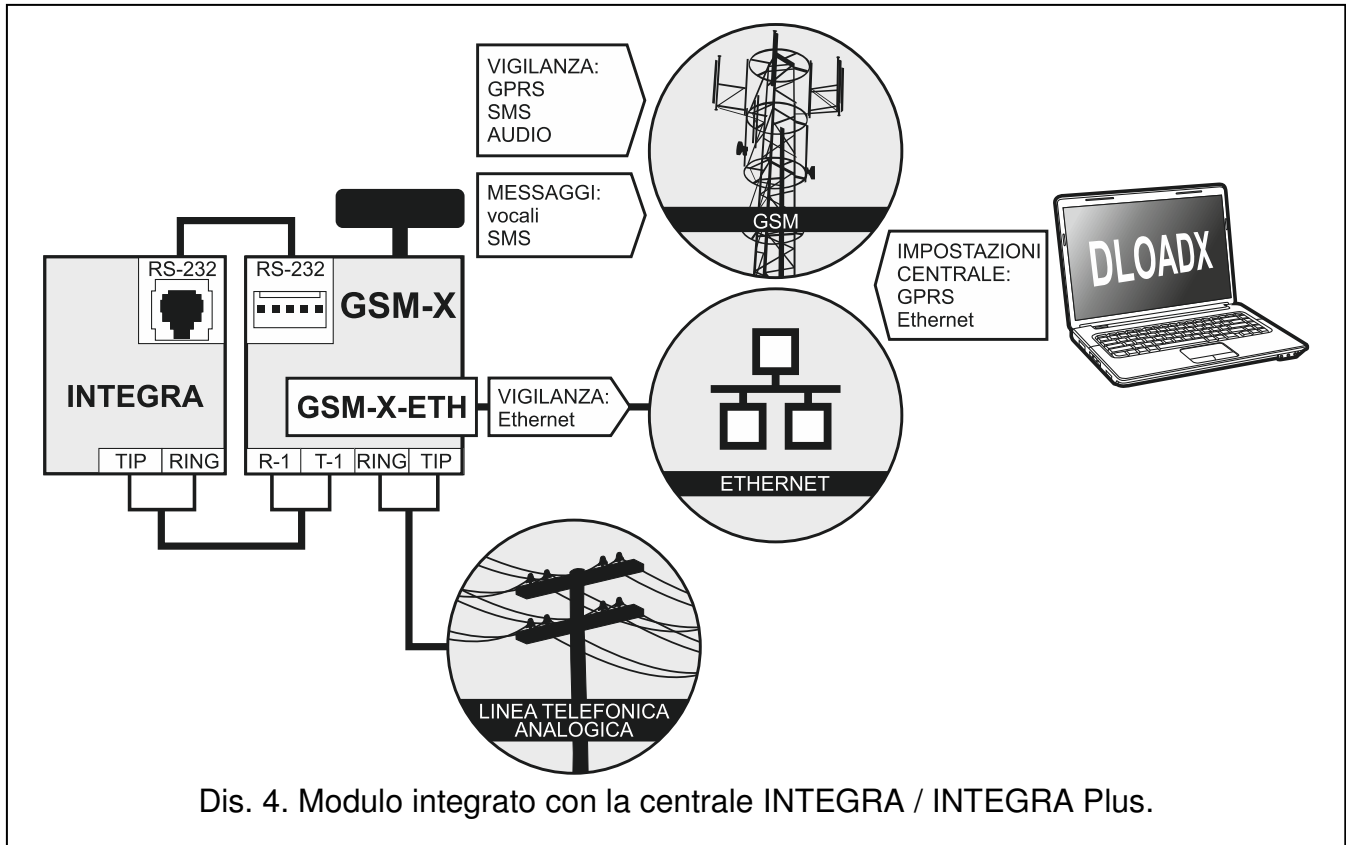 VIGILANZA:
GPRS
SMS
AUDIO
MESSAGGI:
vocali
SMS
GSM
IMPOSTAZIONI
CENTRALE:
GPRS
Ethernet
DLOADX
RS-232
RS-232
GSM-X
INTEGRA
GSM-X-ETH
VIGILANZA:
Ethernet
TIP RING
R-1 T-1 RING TIP
ETHERNET
LINEA TELEFONICA
ANALOGICA
Dis. 4. Modulo integrato con la centrale INTEGRA / INTEGRA Plus.